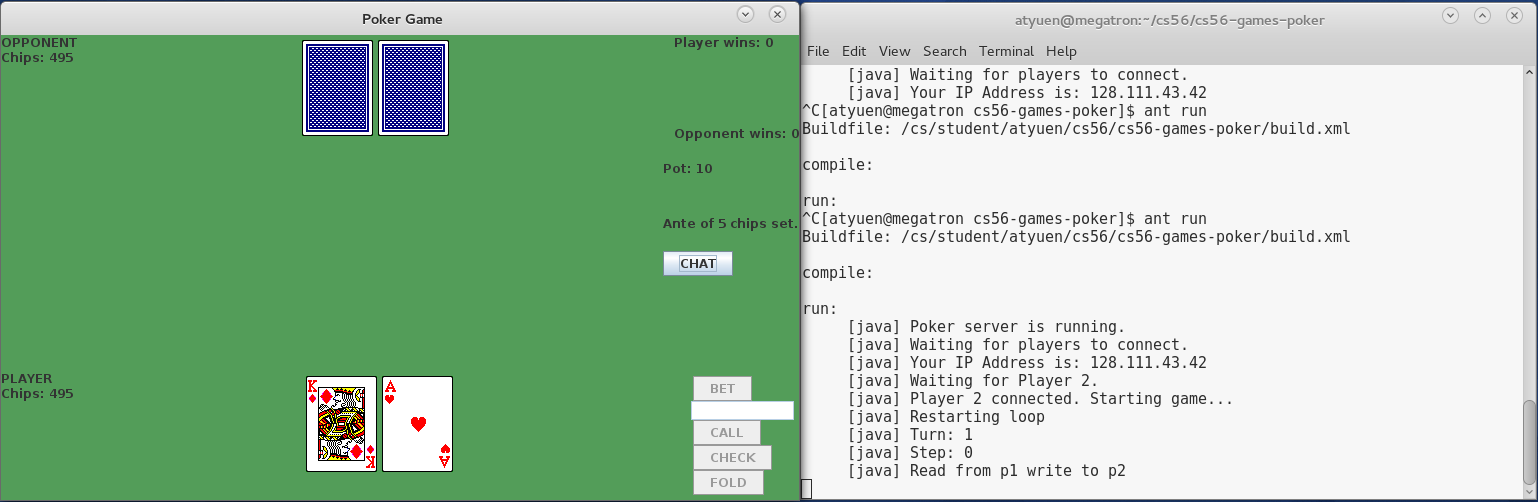 Poker Game
OPPONENT
Chips: 495
Player wins: 0
Opponent wins: 0
Pot: 10
Ante of 5 chips set.
CHAT
PLAYER
Chips: 495
K
K
A
A
BET
CALL
CHECK
FOLD
atyuen@megatron:~/cs56/cs56-games-poker
File Edit View Search Terminal Help
[java] Waiting for players to connect.
[java] Your IP Address is: 128.111.43.42
^C[atyuen@megatron cs56-games-poker]$ ant run
Buildfile: /cs/student/atyuen/cs56/cs56-games-poker/build.xml
compile:
run:
^C[atyuen@megatron cs56-games-poker]$ ant run
Buildfile: /cs/student/atyuen/cs56/cs56-games-poker/build.xml
compile:
run:
[java] Poker server is running.
[java] Waiting for players to connect.
[java] Your IP Address is: 128.111.43.42
[java] Waiting for Player 2.
[java] Player 2 connected. Starting game...
[java] Restarting loop
[java] Turn: 1
[java] Step: 0
[java] Read from p1 write to p2